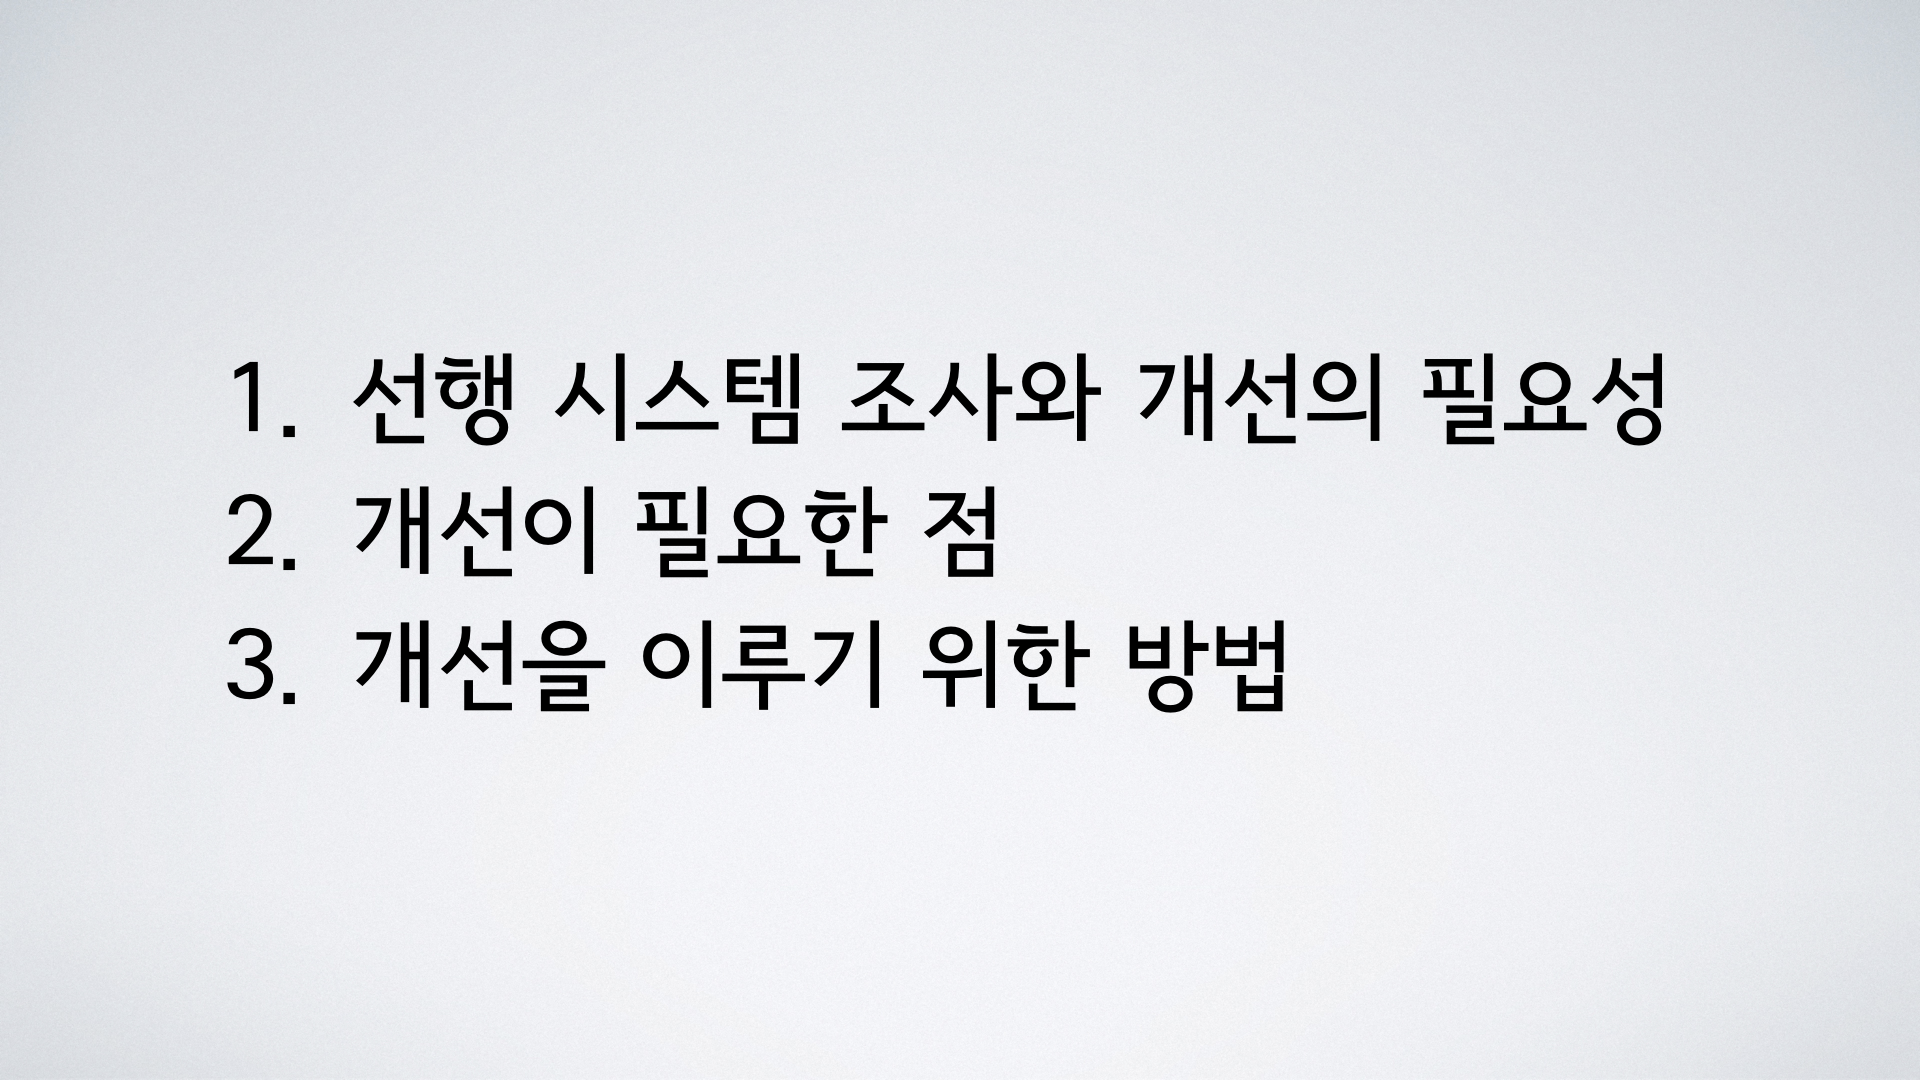 1. 선행 시스템 조사와 개선의 필요성
2. 개선이 필요한 점
3. 개선을 이루기 위한 방법